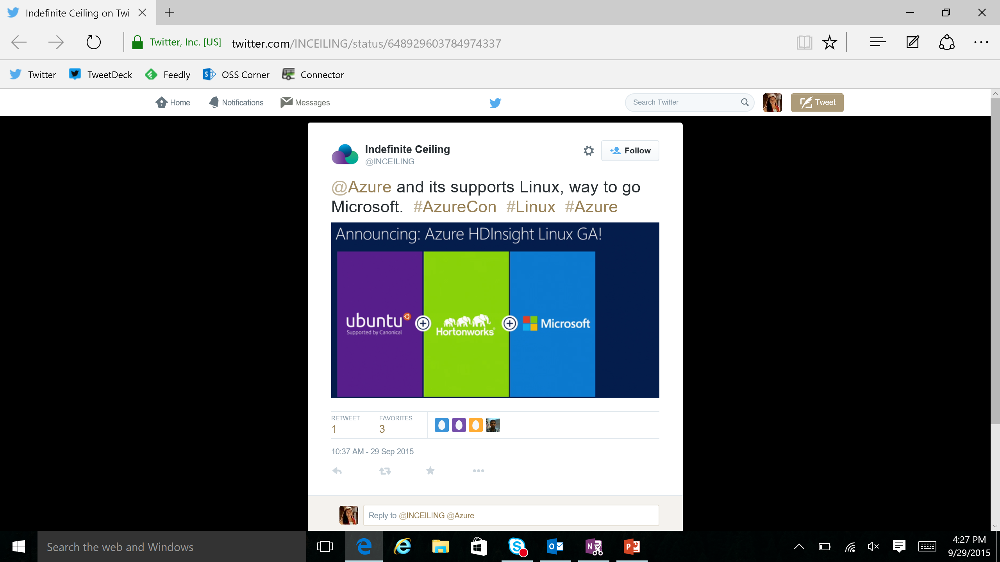 Indefinite Ceiling on Twi
Twitter, Inc. [US] twitter.com/INCEILING/status/648929603784974337
Twitter TweetDeck Feedly OSS Corner Connector
Home Notifications Messages Search Twitter Tweet
Indefinite Ceiling
@INCEILING
Follow
@Azure and its supports Linux, way to go
Microsoft. #AzureCon #Linux #Azure
Announcing: Azure HDInsight Linux GA!
ubuntu
Supported by Canonical
Hortonworks
Microsoft
RETWEET FAVORITES
1 3
10:37 AM - 29 Sep 2015
Reply to @INCEILING @Azure
Search the web and Windows
4:27 PM
9/29/2015